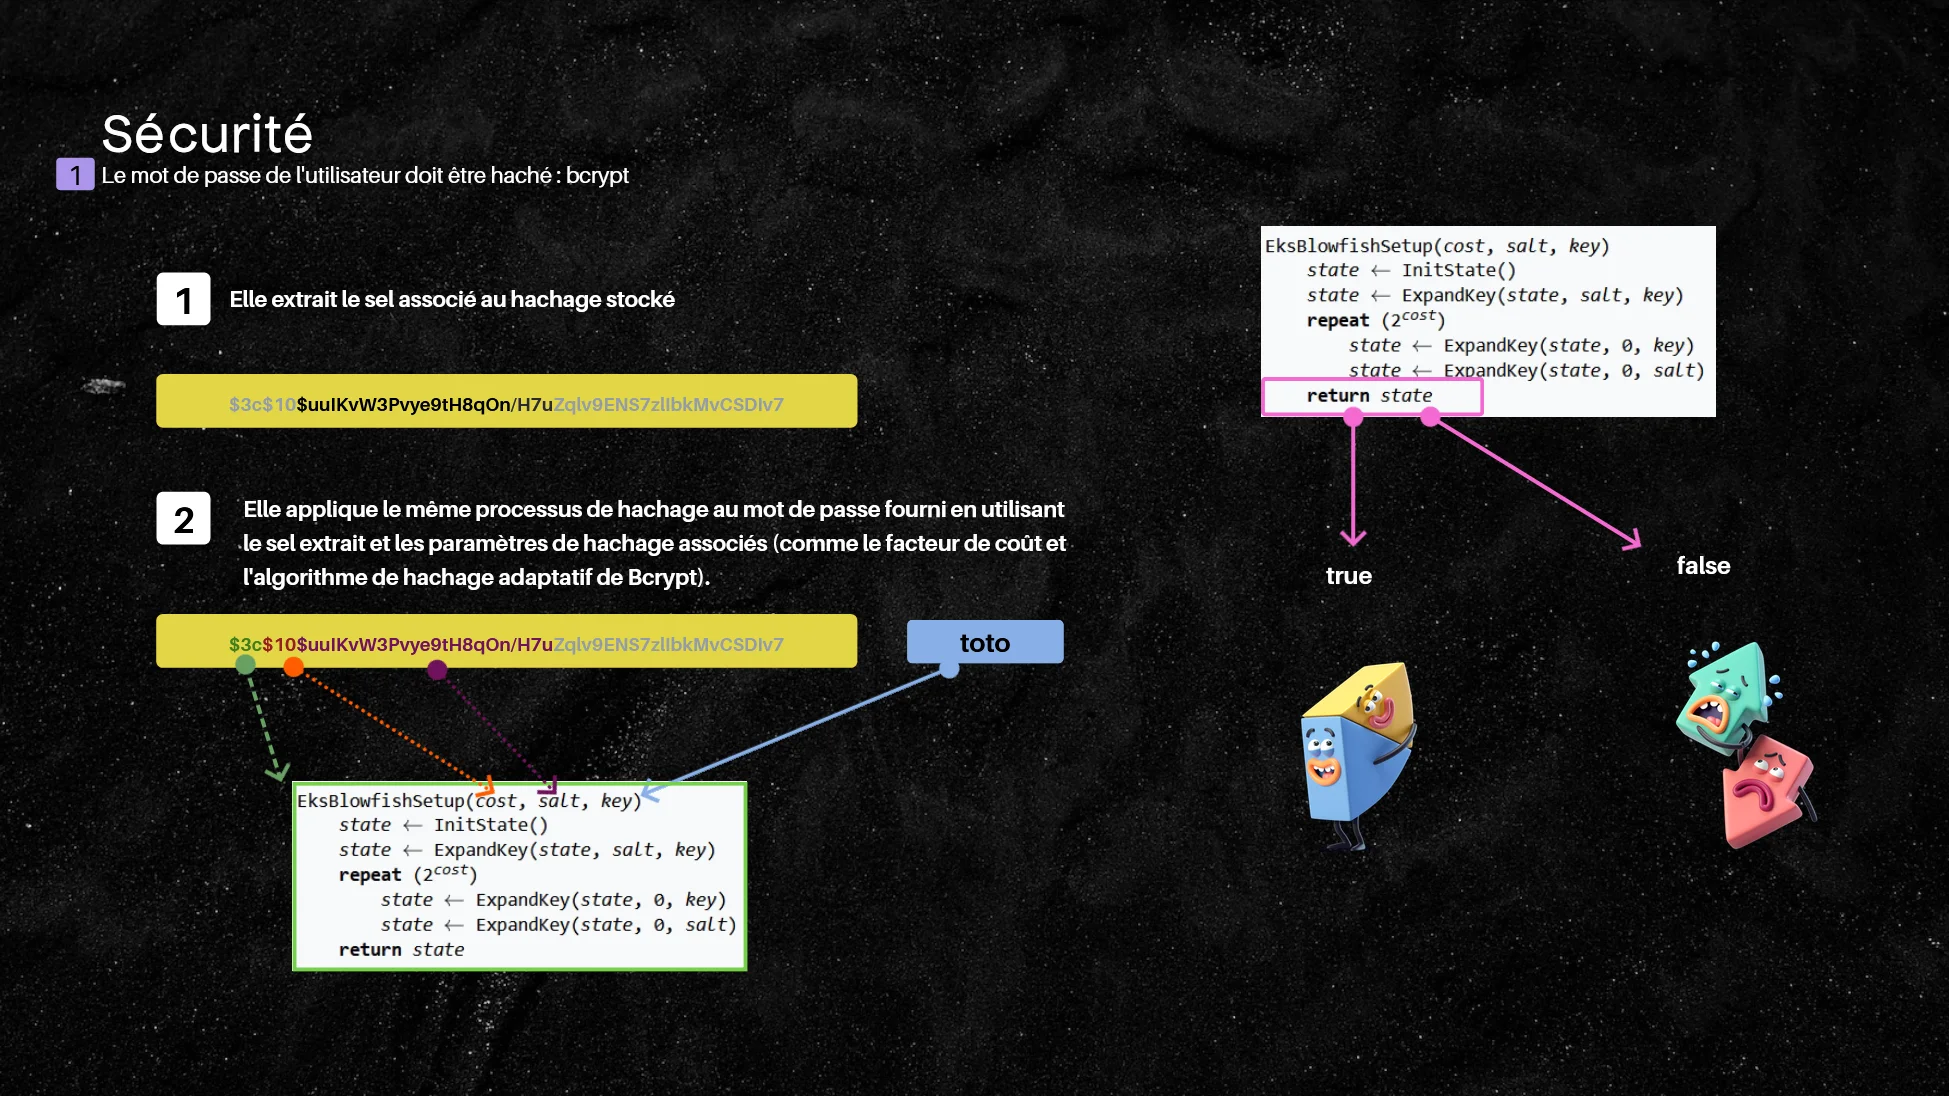 Sécurité
1 Le mot de passe de l'utilisateur doit être haché : bcrypt
1 Elle extrait le sel associé au hachage stocké
$3c$10$uuIKvW3Pvye9tH8qOn/H7uZqlv9ENS7zlIbkMvCSDIv7
2 Elle applique le même processus de hachage au mot de passe fourni en utilisant
le sel extrait et les paramètres de hachage associés (comme le facteur de coût et
l'algorithme de hachage adaptatif de Bcrypt).
$3c$10$uuIKvW3Pvye9tH8qOn/H7uZqlv9ENS7zlIbkMvCSDIv7
toto
EksBlowfishSetup(cost, salt, key)
state ← InitState()
state ← ExpandKey(state, salt, key)
repeat (2^cost)
state ← ExpandKey(state, 0, key)
state ← ExpandKey(state, 0, salt)
return state
EksBlowfishSetup(cost, salt, key)
state ← InitState()
state ← ExpandKey(state, salt, key)
repeat (2^cost)
state ← ExpandKey(state, 0, key)
state ← ExpandKey(state, 0, salt)
return state
true
false